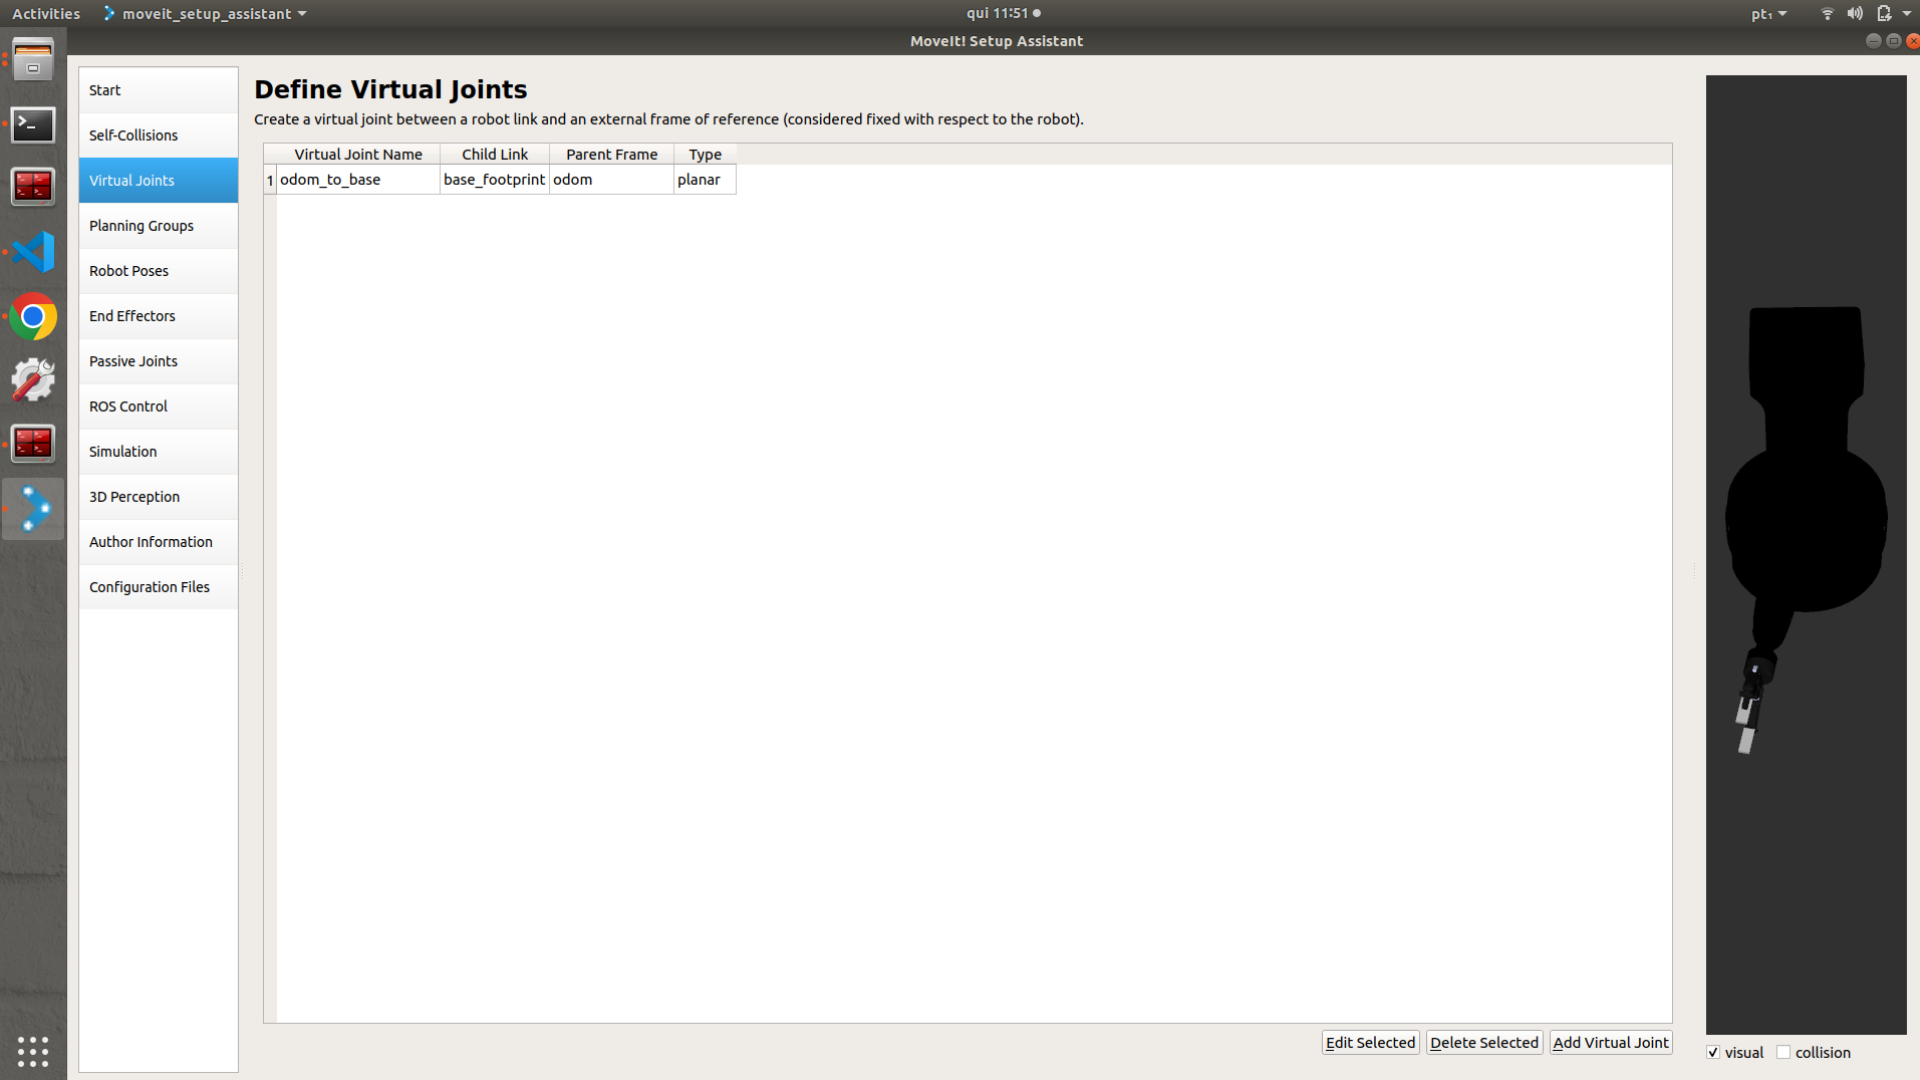 Activities moveit_setup_assistant qui 11:51 pt₁
MoveIt! Setup Assistant
Start
Self-Collisions
Virtual Joints
Planning Groups
Robot Poses
End Effectors
Passive Joints
ROS Control
Simulation
3D Perception
Author Information
Configuration Files
Define Virtual Joints
Create a virtual joint between a robot link and an external frame of reference (considered fixed with respect to the robot).
Virtual Joint Name Child Link Parent Frame Type
1 odom_to_base base_footprint odom planar
Edit Selected Delete Selected Add Virtual Joint
visual collision